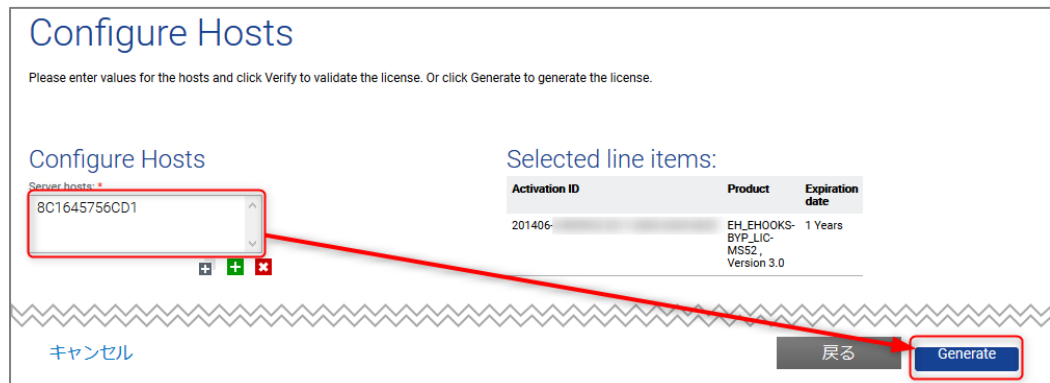 Configure Hosts
Please enter values for the hosts and click Verify to validate the license. Or click Generate to generate the license.
Configure Hosts
Server hosts: *
8C1645756CD1
Selected line items:
Activation ID Product Expiration date
201406- EH_EHOOKS-BYP_LIC-MS52 , Version 3.0 1 Years
キャンセル
戻る
Generate